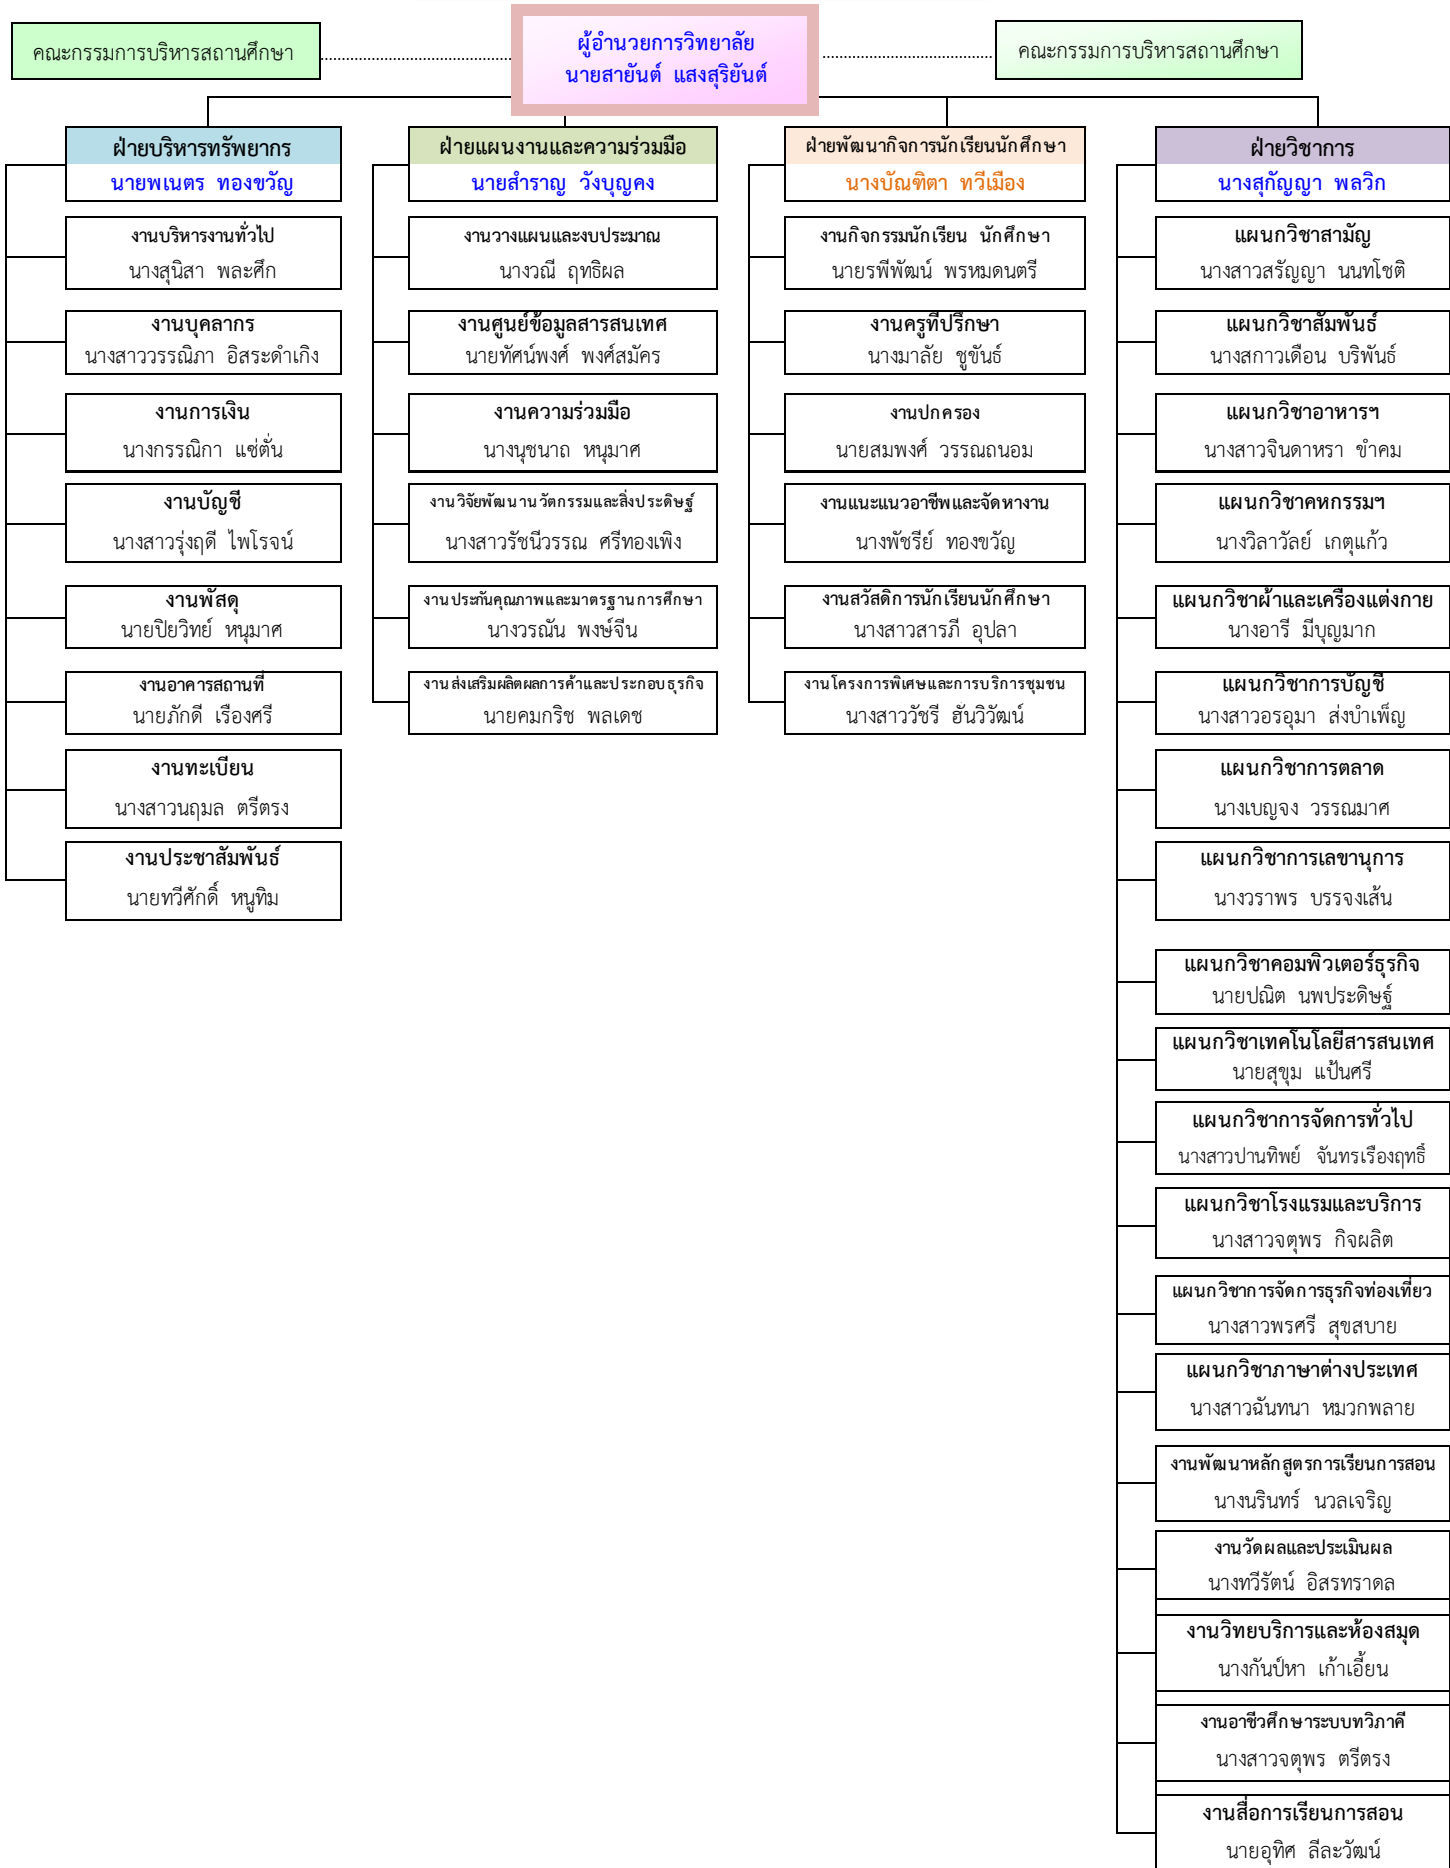 คณะกรรมการบริหารสถานศึกษา
ผู้อำนวยการวิทยาลัย
นายสายันต์ แสงสุริยันต์
คณะกรรมการบริหารสถานศึกษา
ฝ่ายบริหารทรัพยากร
นายพเนตร ทองขวัญ
งานบริหารงานทั่วไป
นางสุนิสา พละศึก
งานบุคลากร
นางสาววรรณิภา อิสระดำเกิง
งานการเงิน
นางกรรณิกา แซ่ตั่น
งานบัญชี
นางสาวรุ่งฤดี ไพโรจน์
งานพัสดุ
นายปิยวิทย์ หนุมาศ
งานอาคารสถานที่
นายภักดี เรืองศรี
งานทะเบียน
นางสาวนฤมล ตรีตรง
งานประชาสัมพันธ์
นายทวีศักดิ์ หนูทิม
ฝ่ายแผนงานและความร่วมมือ
นายสำราญ วังบุญคง
งานวางแผนและงบประมาณ
นางวณี ฤทธิผล
งานศูนย์ข้อมูลสารสนเทศ
นายทัศน์พงศ์ พงศ์สมัคร
งานความร่วมมือ
นางนุชนาถ หนุมาศ
งานวิจัยพัฒนานวัตกรรมและสิ่งประดิษฐ์
นางสาวรัชนีวรรณ ศรีทองเพิง
งานประกันคุณภาพและมาตรฐานการศึกษา
นางวรณัน พงษ์จีน
งานส่งเสริมผลิตผลการค้าและประกอบธุรกิจ
นายคมกริช พลเดช
ฝ่ายพัฒนากิจการนักเรียนนักศึกษา
นางบัณฑิตา ทวีเมือง
งานกิจกรรมนักเรียน นักศึกษา
นายรพีพัฒน์ พรหมดนตรี
งานครูที่ปรึกษา
นางมาลัย ชูขันธ์
งานปกครอง
นายสมพงศ์ วรรณถนอม
งานแนะแนวอาชีพและจัดหางาน
นางพัชรีย์ ทองขวัญ
งานสวัสดิการนักเรียนนักศึกษา
นางสาวสารภี อุปลา
งานโครงการพิเศษและการบริการชุมชน
นางสาววัชรี ฮันวิวัฒน์
ฝ่ายวิชาการ
นางสุกัญญา พลวิก
แผนกวิชาสามัญ
นางสาวสรัญญา นนทโชติ
แผนกวิชาสัมพันธ์
นางสกาวเดือน บริพันธ์
แผนกวิชาอาหารฯ
นางสาวจินดาหรา ขำคม
แผนกวิชาคหกรรมฯ
นางวิลาวัลย์ เกตุแก้ว
แผนกวิชาผ้าและเครื่องแต่งกาย
นางอารี มีบุญมาก
แผนกวิชาการบัญชี
นางสาวอรอุมา ส่งบำเพ็ญ
แผนกวิชาการตลาด
นางเบญจง วรรณมาศ
แผนกวิชาการเลขานุการ
นางวราพร บรรจงเส้น
แผนกวิชาคอมพิวเตอร์ธุรกิจ
นายปณิต นพประดิษฐ์
แผนกวิชาเทคโนโลยีสารสนเทศ
นายสุขุม แป้นศรี
แผนกวิชาการจัดการทั่วไป
นางสาวปานทิพย์ จันทรเรืองฤทธิ์
แผนกวิชาโรงแรมและบริการ
นางสาวจตุพร กิจผลิต
แผนกวิชาการจัดการธุรกิจท่องเที่ยว
นางสาวพรศรี สุขสบาย
แผนกวิชาภาษาต่างประเทศ
นางสาวฉันทนา หมวกพลาย
งานพัฒนาหลักสูตรการเรียนการสอน
นางนรินทร์ นวลเจริญ
งานวัดผลและประเมินผล
นางทวีรัตน์ อิสรทราดล
งานวิทยบริการและห้องสมุด
นางกันป์หา เก้าเอี้ยน
งานอาชีวศึกษาระบบทวิภาคี
นางสาวจตุพร ตรีตรง
งานสื่อการเรียนการสอน
นายอุทิศ ลีละวัฒน์